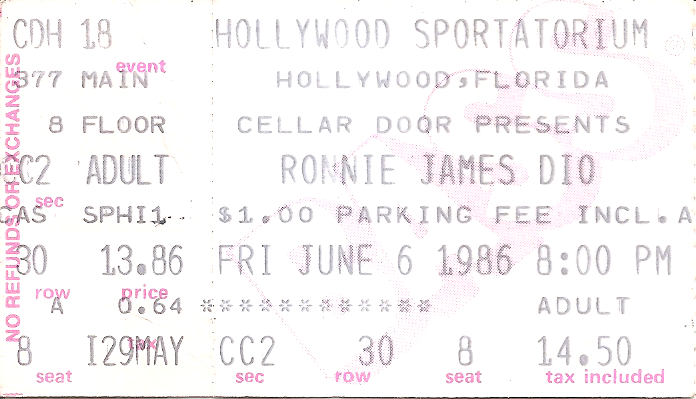 NO REFUNDS OR EXCHANGES
CDH 18 HOLLYWOOD SPORTATORIUM
event
377 MAIN HOLLYWOOD,FLORIDA
8 FLOOR CELLAR DOOR PRESENTS
CC2 ADULT RONNIE JAMES DIO
sec
CAS SPHI1 $1.00 PARKING FEE INCL.A
30 13.86 FRI JUNE 6 1986 8:00 PM
row price
A 0.64 *********** ADULT
tax
8 I29MAY CC2 30 8 14.50
seat sec row seat tax included